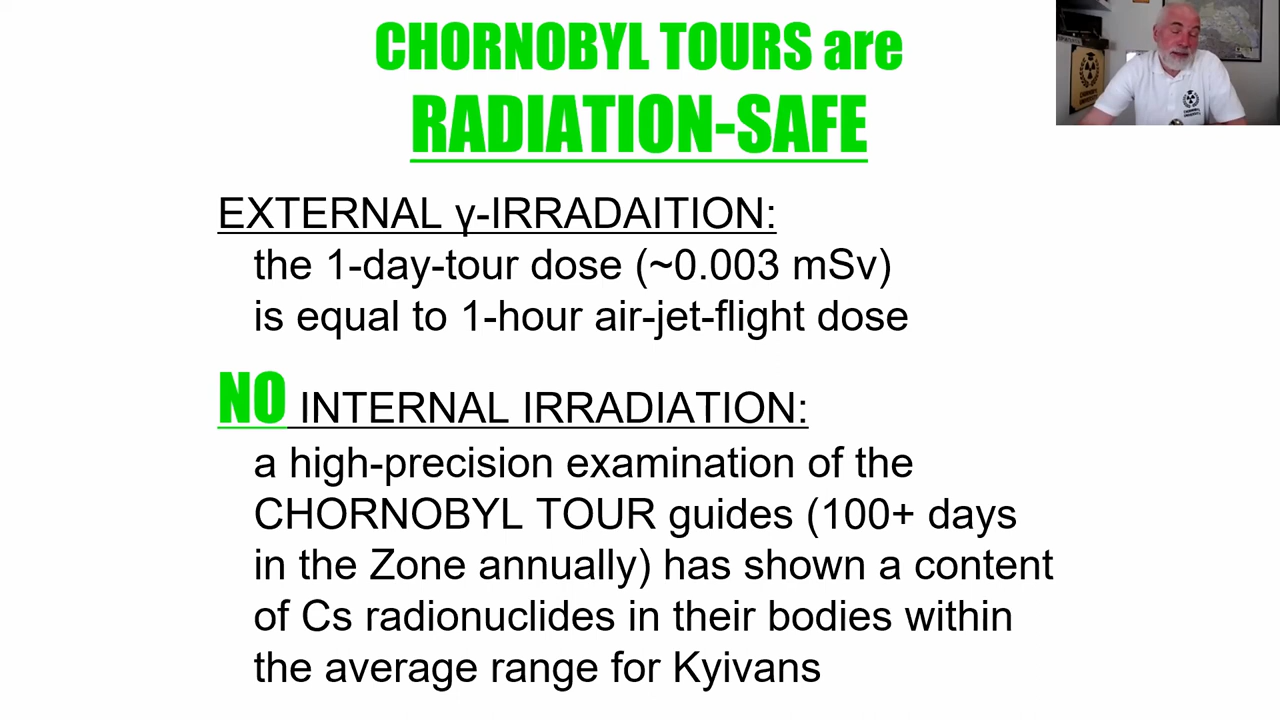 CHORNOBYL TOURS are
RADIATION-SAFE
EXTERNAL γ-IRRADAITION:
the 1-day-tour dose (~0.003 mSv)
is equal to 1-hour air-jet-flight dose
NO INTERNAL IRRADIATION:
a high-precision examination of the
CHORNOBYL TOUR guides (100+ days
in the Zone annually) has shown a content
of Cs radionuclides in their bodies within
the average range for Kyivans